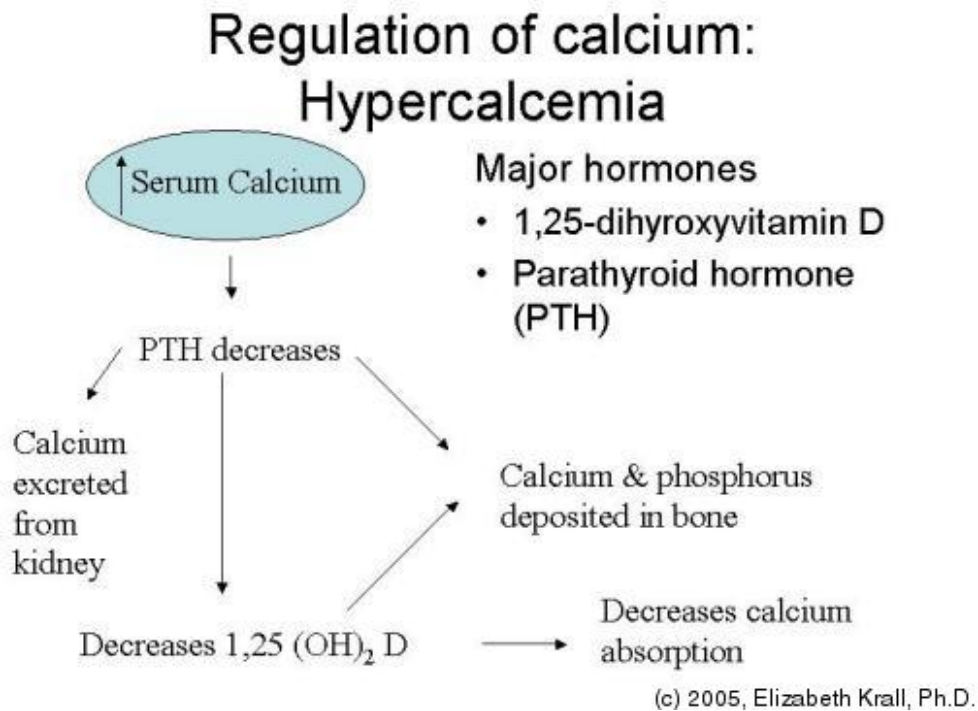 Regulation of calcium:
Hypercalcemia
Serum Calcium
Major hormones
• 1,25-dihyroxyvitamin D
• Parathyroid hormone
(PTH)
PTH decreases
Calcium
excreted
from
kidney
Calcium & phosphorus
deposited in bone
Decreases 1,25 (OH)₂ D
Decreases calcium
absorption
(c) 2005, Elizabeth Krall, Ph.D.